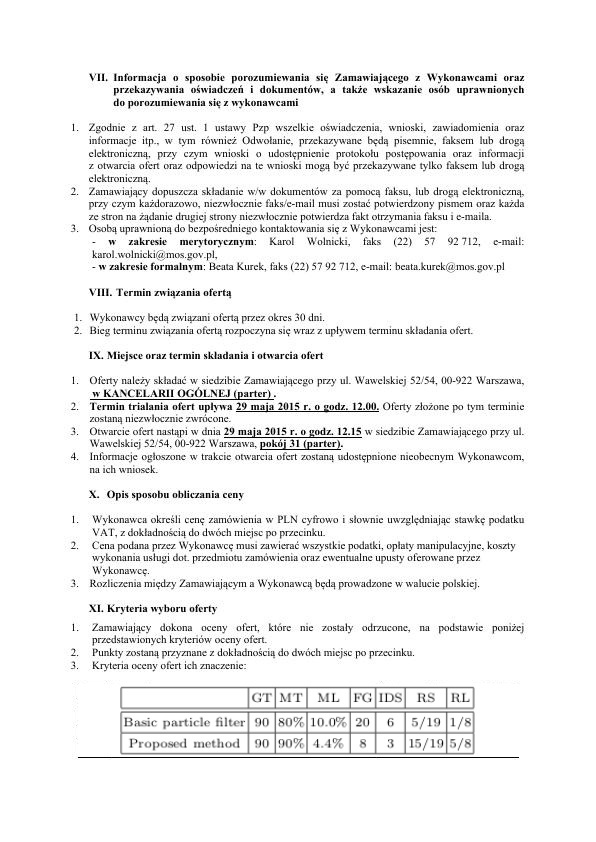 VII. Informacja o sposobie porozumiewania się Zamawiającego z Wykonawcami oraz
przekazywania oświadczeń i dokumentów, a także wskazanie osób uprawnionych
do porozumiewania się z wykonawcami
1. Zgodnie z art. 27 ust. 1 ustawy Pzp wszelkie oświadczenia, wnioski, zawiadomienia oraz
informacje itp., w tym również Odwołanie, przekazywane będą pisemnie, faksem lub drogą
elektroniczną, przy czym wnioski o udostępnienie protokołu postępowania oraz informacji
z otwarcia ofert oraz odpowiedzi na te wnioski mogą być przekazywane tylko faksem lub drogą
elektroniczną.
2. Zamawiający dopuszcza składanie w/w dokumentów za pomocą faksu, lub drogą elektroniczną,
przy czym każdorazowo, niezwłocznie faks/e-mail musi zostać potwierdzony pismem oraz każda
ze stron na żądanie drugiej strony niezwłocznie potwierdza fakt otrzymania faksu i e-maila.
3. Osobą uprawnioną do bezpośredniego kontaktowania się z Wykonawcami jest:
- w zakresie merytorycznym: Karol Wolnicki, faks (22) 57 92 712, e-mail:
karol.wolnicki@mos.gov.pl,
- w zakresie formalnym: Beata Kurek, faks (22) 57 92 712, e-mail: beata.kurek@mos.gov.pl
VIII. Termin związania ofertą
1. Wykonawcy będą związani ofertą przez okres 30 dni.
2. Bieg terminu związania ofertą rozpoczyna się wraz z upływem terminu składania ofert.
IX. Miejsce oraz termin składania i otwarcia ofert
1. Oferty należy składać w siedzibie Zamawiającego przy ul. Wawelskiej 52/54, 00-922 Warszawa,
w KANCELARII OGÓLNEJ (parter) .
2. Termin trialania ofert upływa 29 maja 2015 r. o godz. 12.00. Oferty złożone po tym terminie
zostaną niezwłocznie zwrócone.
3. Otwarcie ofert nastąpi w dnia 29 maja 2015 r. o godz. 12.15 w siedzibie Zamawiającego przy ul.
Wawelskiej 52/54, 00-922 Warszawa, pokój 31 (parter).
4. Informacje ogłoszone w trakcie otwarcia ofert zostaną udostępnione nieobecnym Wykonawcom,
na ich wniosek.
X. Opis sposobu obliczania ceny
1. Wykonawca określi cenę zamówienia w PLN cyfrowo i słownie uwzględniając stawkę podatku
VAT, z dokładnością do dwóch miejsc po przecinku.
2. Cena podana przez Wykonawcę musi zawierać wszystkie podatki, opłaty manipulacyjne, koszty
wykonania usługi dot. przedmiotu zamówienia oraz ewentualne upusty oferowane przez
Wykonawcę.
3. Rozliczenia między Zamawiającym a Wykonawcą będą prowadzone w walucie polskiej.
XI. Kryteria wyboru oferty
1. Zamawiający dokona oceny ofert, które nie zostały odrzucone, na podstawie poniżej
przedstawionych kryteriów oceny ofert.
2. Punkty zostaną przyznane z dokładnością do dwóch miejsc po przecinku.
3. Kryteria oceny ofert ich znaczenie:
GT MT ML FG IDS RS RL
Basic particle filter 90 80% 10.0% 20 6 5/19 1/8
Proposed method 90 90% 4.4% 8 3 15/19 5/8